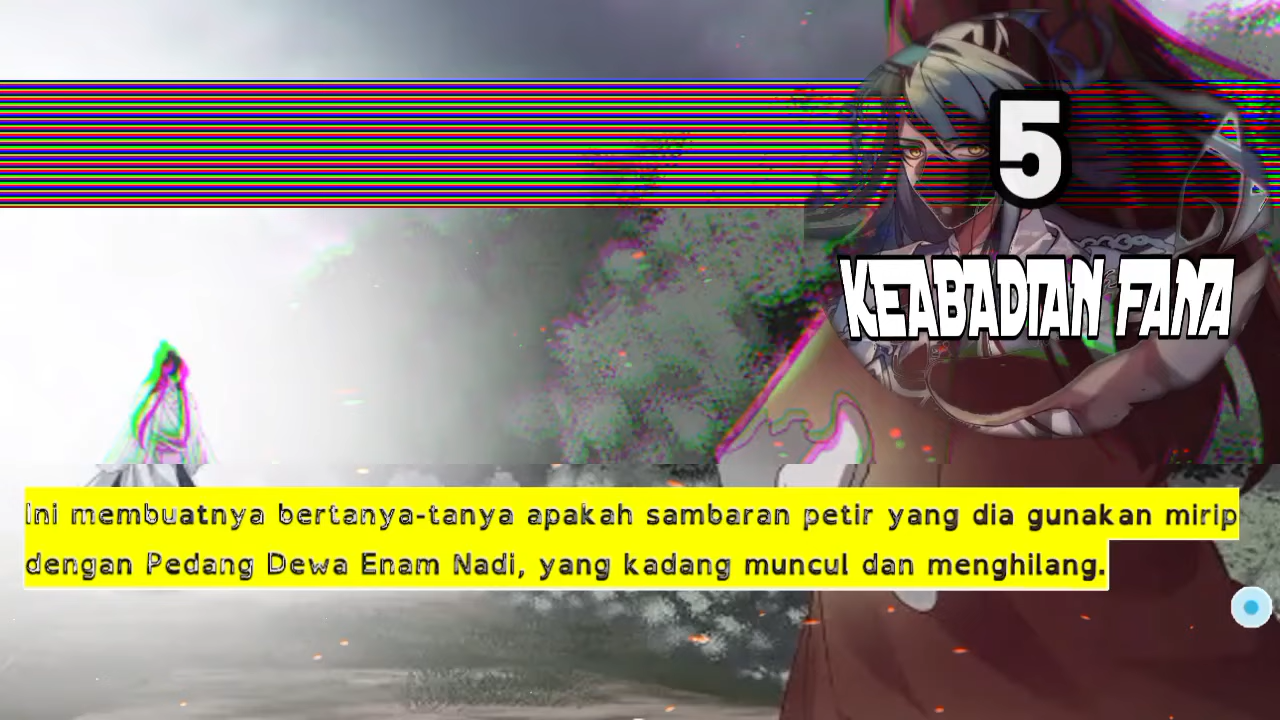 5
KEABADIAN FANA
Ini membuatnya bertanya-tanya apakah sambaran petir yang dia gunakan mirip
dengan Pedang Dewa Enam Nadi, yang kadang muncul dan menghilang.